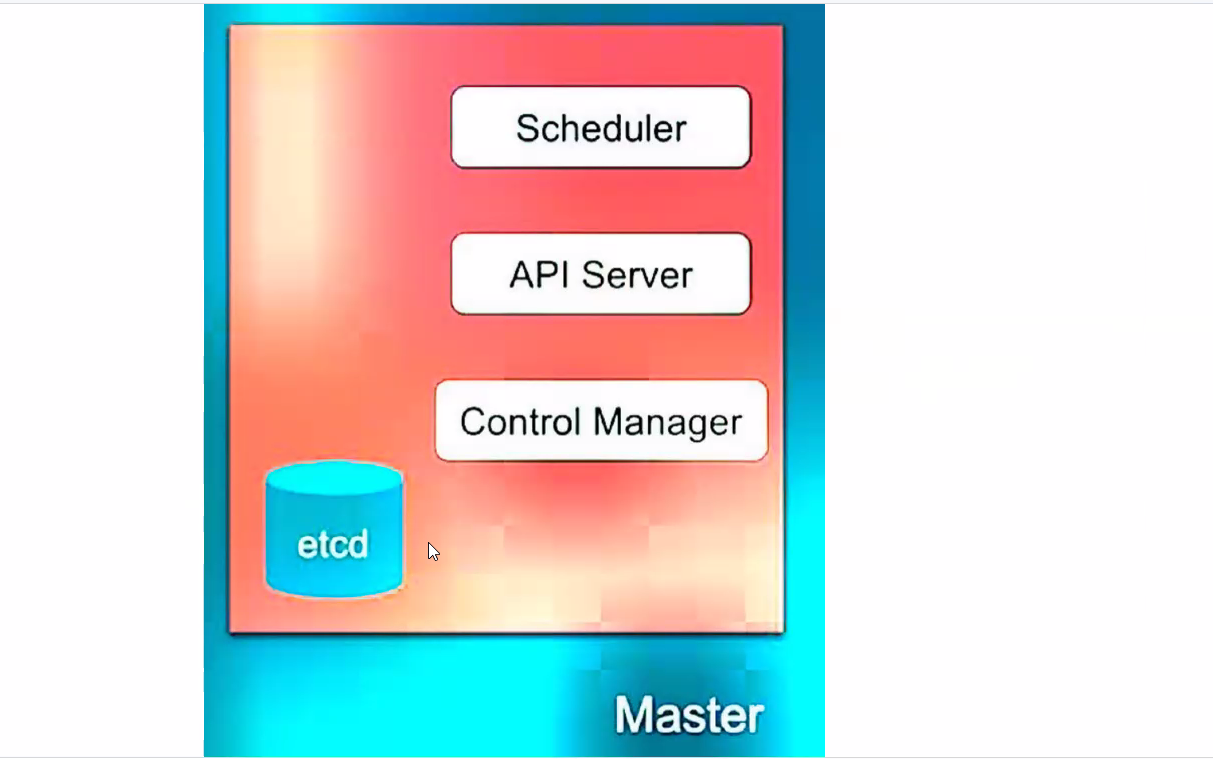 Scheduler
API Server
Control Manager
etcd
Master